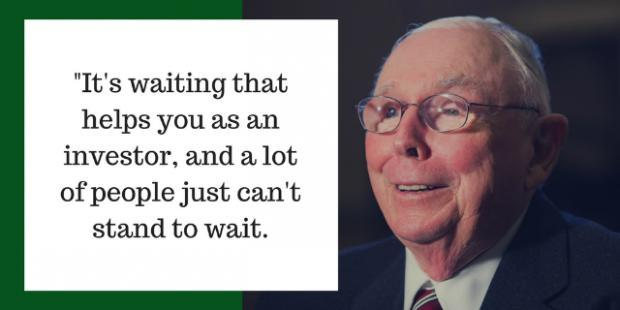 "It's waiting that
helps you as an
investor, and a lot
of people just can't
stand to wait.